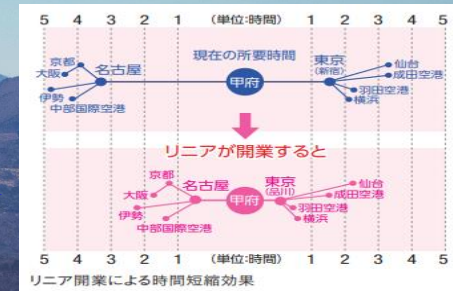 5 4 3 2 1 (単位:時間) 1 2 3 4 5
現在の所要時間
京都
大阪
名古屋
伊勢
中部国際空港
甲府
東京
(新宿)
仙台
成田空港
羽田空港
横浜
リニアが開業すると
京都
大阪
名古屋
伊勢
中部国際空港
甲府
東京
(品川)
仙台
成田空港
羽田空港
横浜
5 4 3 2 1 (単位:時間) 1 2 3 4 5
リニア開業による時間短縮効果